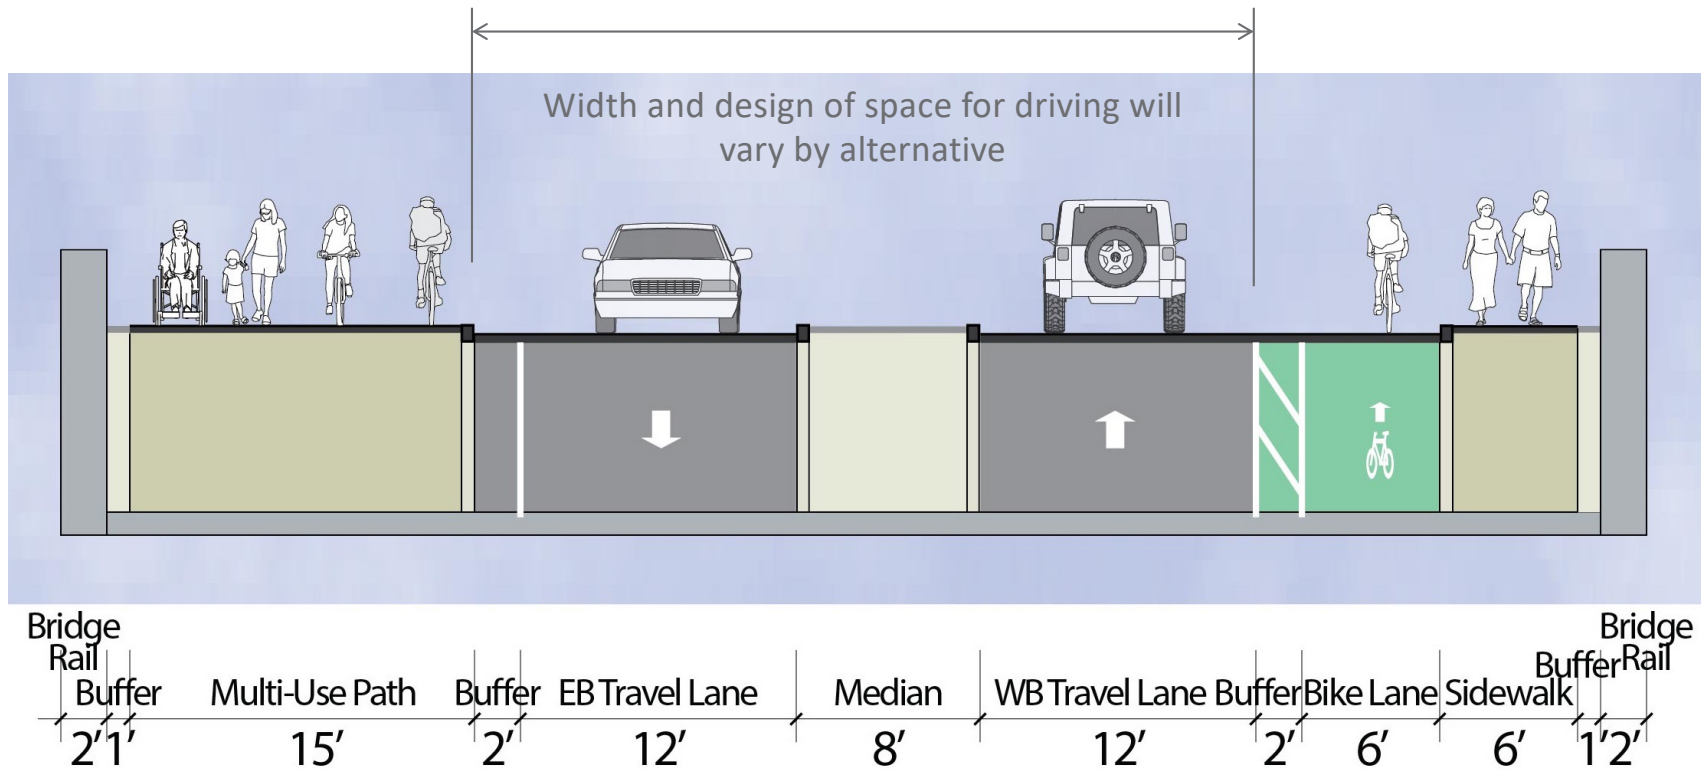 Width and design of space for driving will
vary by alternative
Bridge
Rail
Buffer
Multi-Use Path
Buffer
EB Travel Lane
Median
WB Travel Lane
Buffer
Bike Lane
Sidewalk
Buffer
Bridge
Rail
2’ 1’ 15’ 2’ 12’ 8’ 12’ 2’ 6’ 6’ 1’ 2’